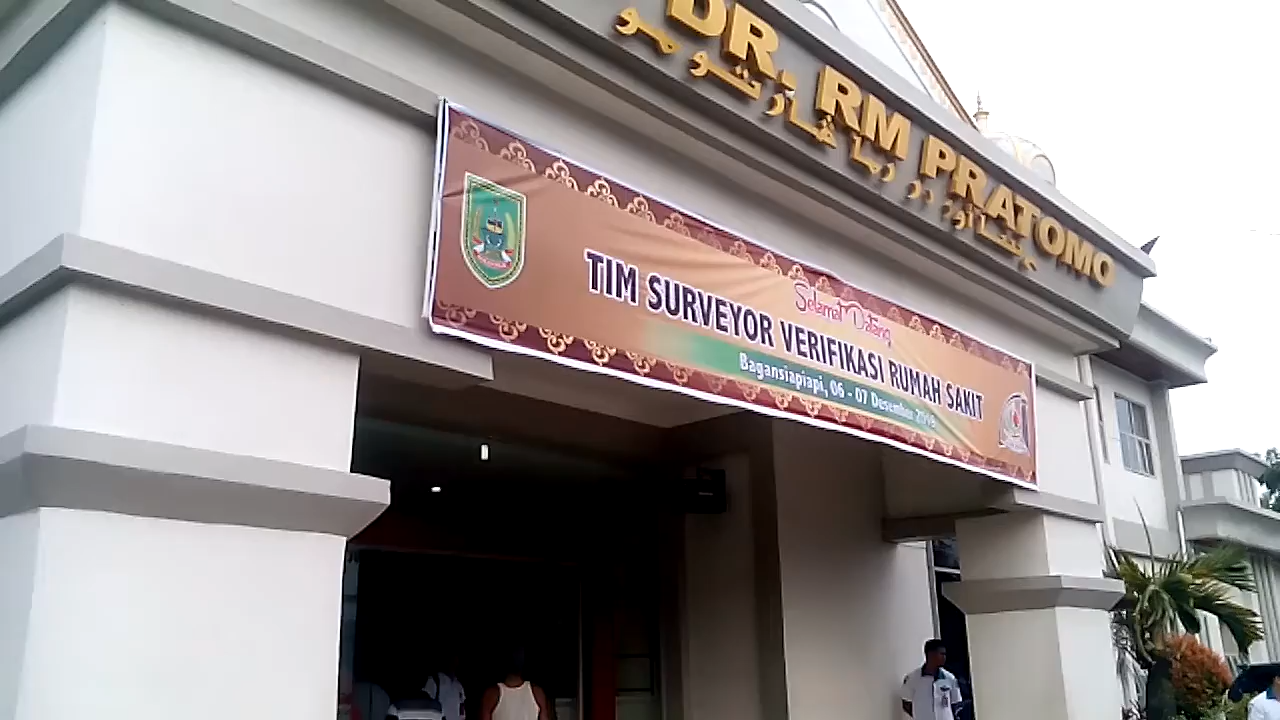 DR. RM PRATOMO
Selamat Datang
TIM SURVEYOR VERIFIKASI RUMAH SAKIT
Bagansiapiapi, 06 - 07 Desember